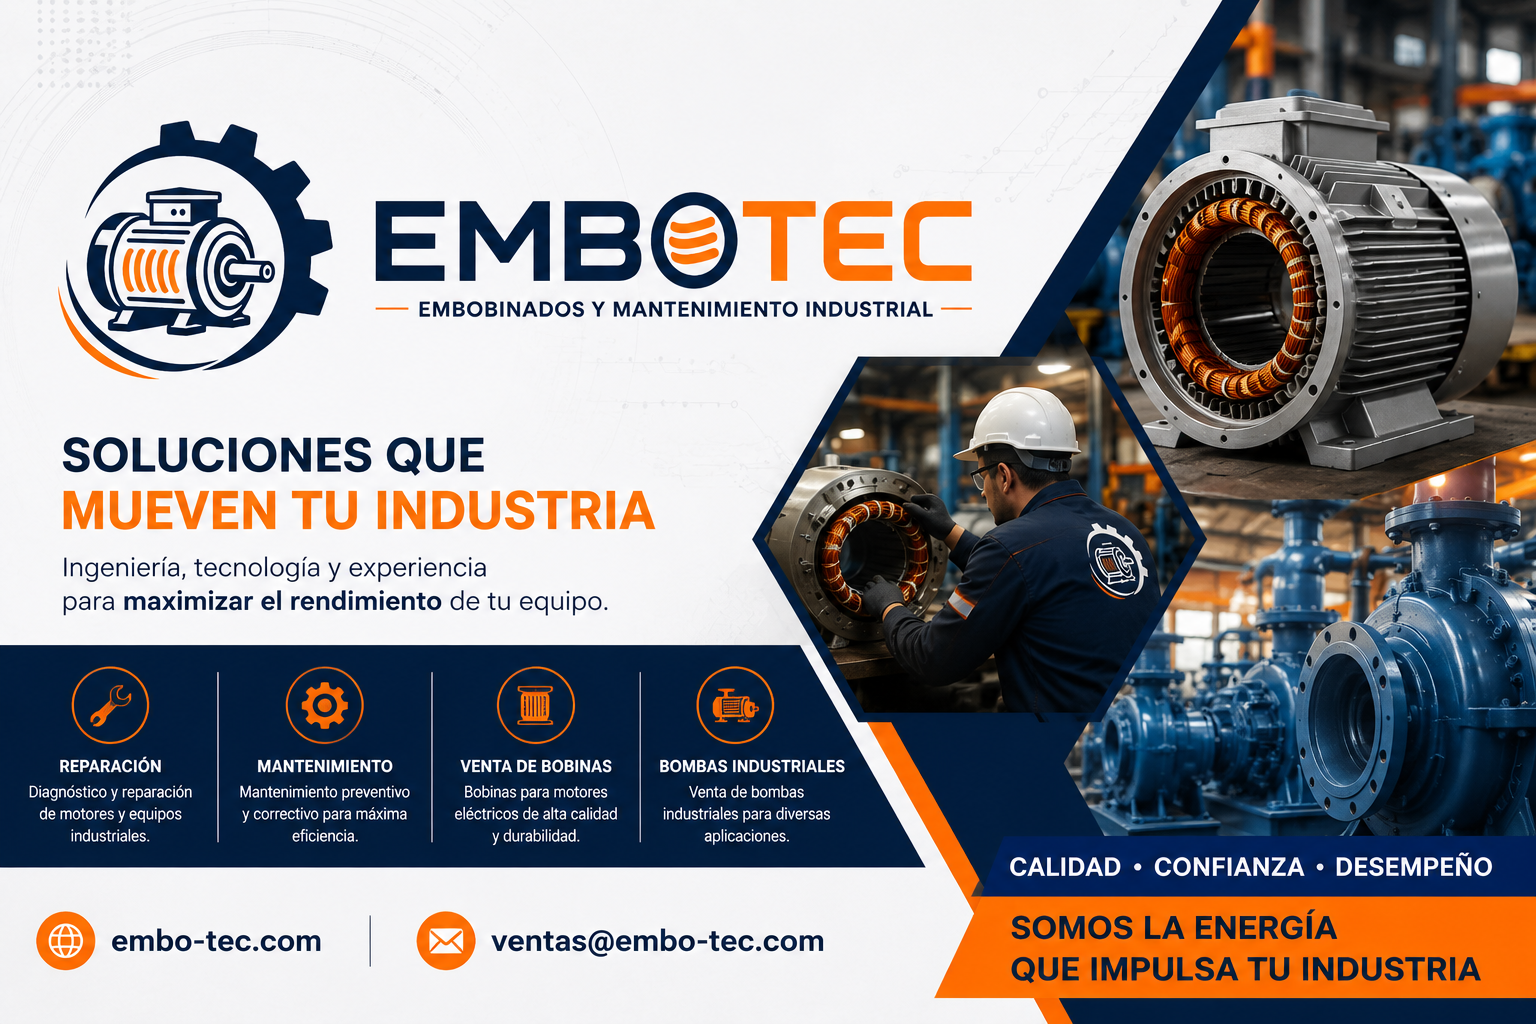 EMBOTEC
EMBOBINADOS Y MANTENIMIENTO INDUSTRIAL
SOLUCIONES QUE
MUEVEN TU INDUSTRIA
Ingeniería, tecnología y experiencia
para maximizar el rendimiento de tu equipo.
REPARACIÓN
Diagnóstico y reparación
de motores y equipos
industriales.
MANTENIMIENTO
Mantenimiento preventivo
y correctivo para máxima
eficiencia.
VENTA DE BOBINAS
Bobinas para motores
eléctricos de alta calidad
y durabilidad.
BOMBAS INDUSTRIALES
Venta de bombas
industriales para diversas
aplicaciones.
embo-tec.com
ventas@embo-tec.com
CALIDAD • CONFIANZA • DESEMPEÑO
SOMOS LA ENERGÍA
QUE IMPULSA TU INDUSTRIA